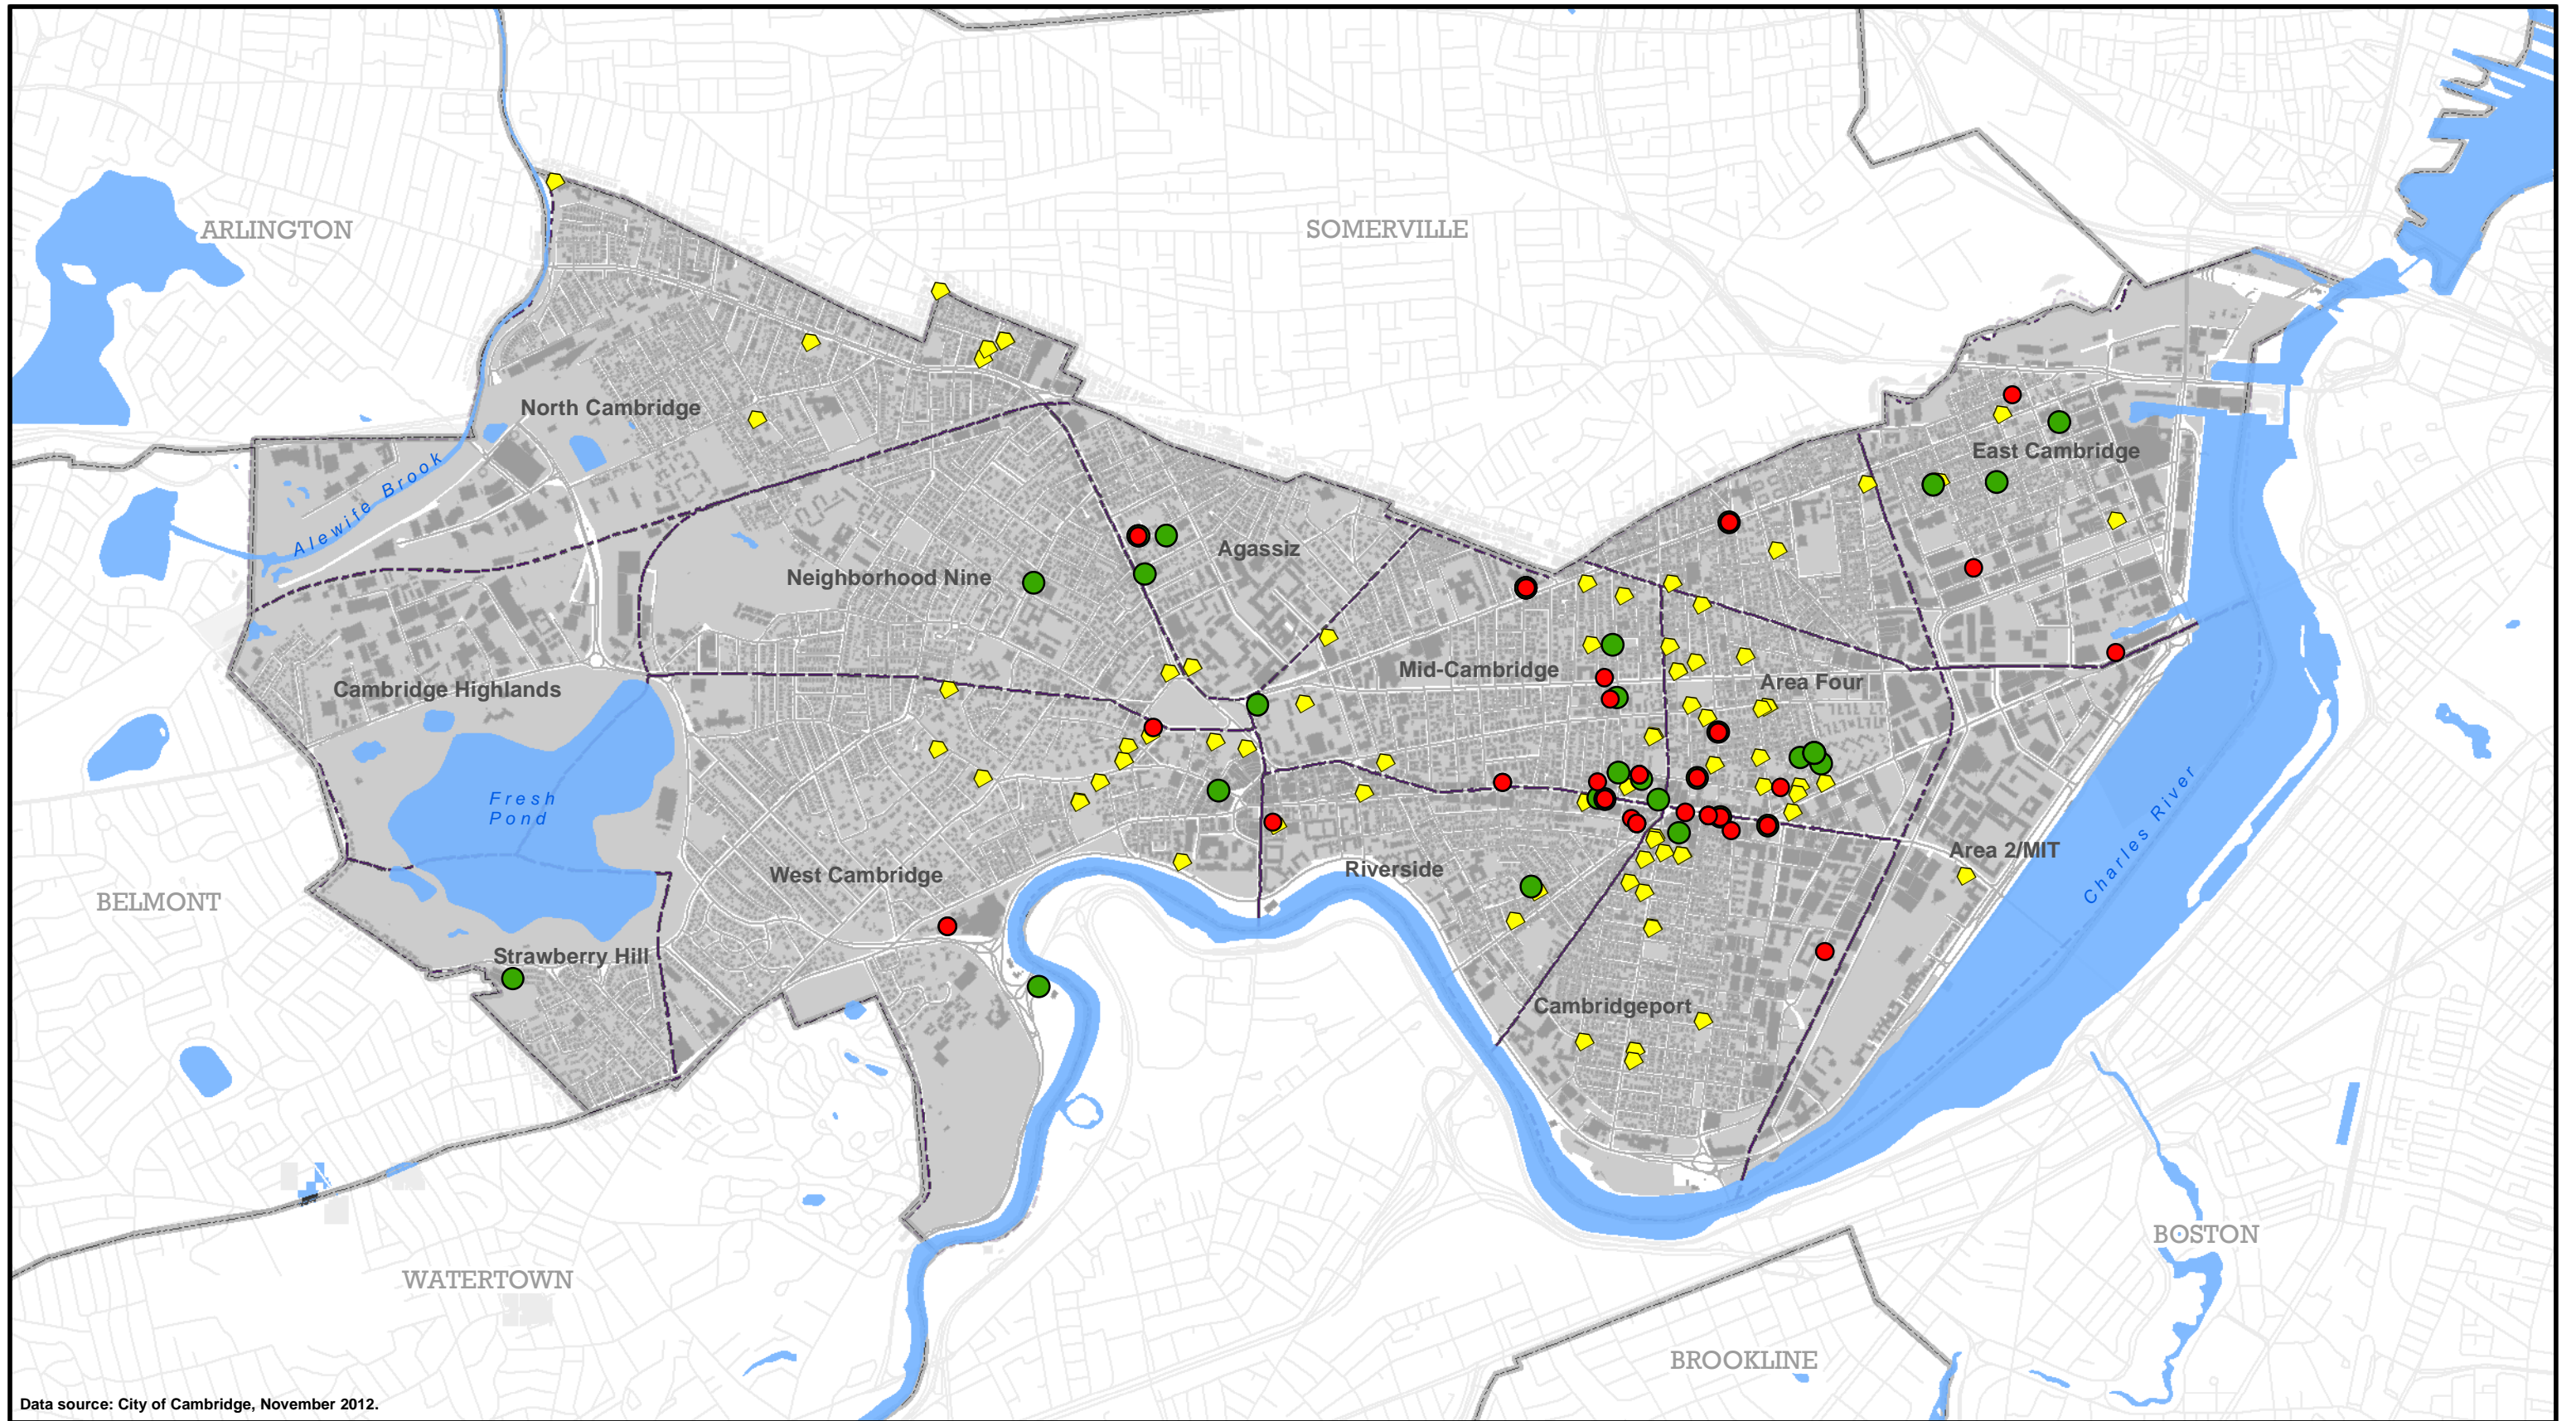 ARLINGTON
SOMERVILLE
North Cambridge
East Cambridge
Alewife Brook
Agassiz
Neighborhood Nine
Mid-Cambridge
Area Four
Cambridge Highlands
Fresh
Pond
Charles River
Area 2/MIT
Riverside
West Cambridge
BELMONT
Strawberry Hill
Cambridgeport
BOSTON
WATERTOWN
BROOKLINE
Data source: City of Cambridge, November 2012.